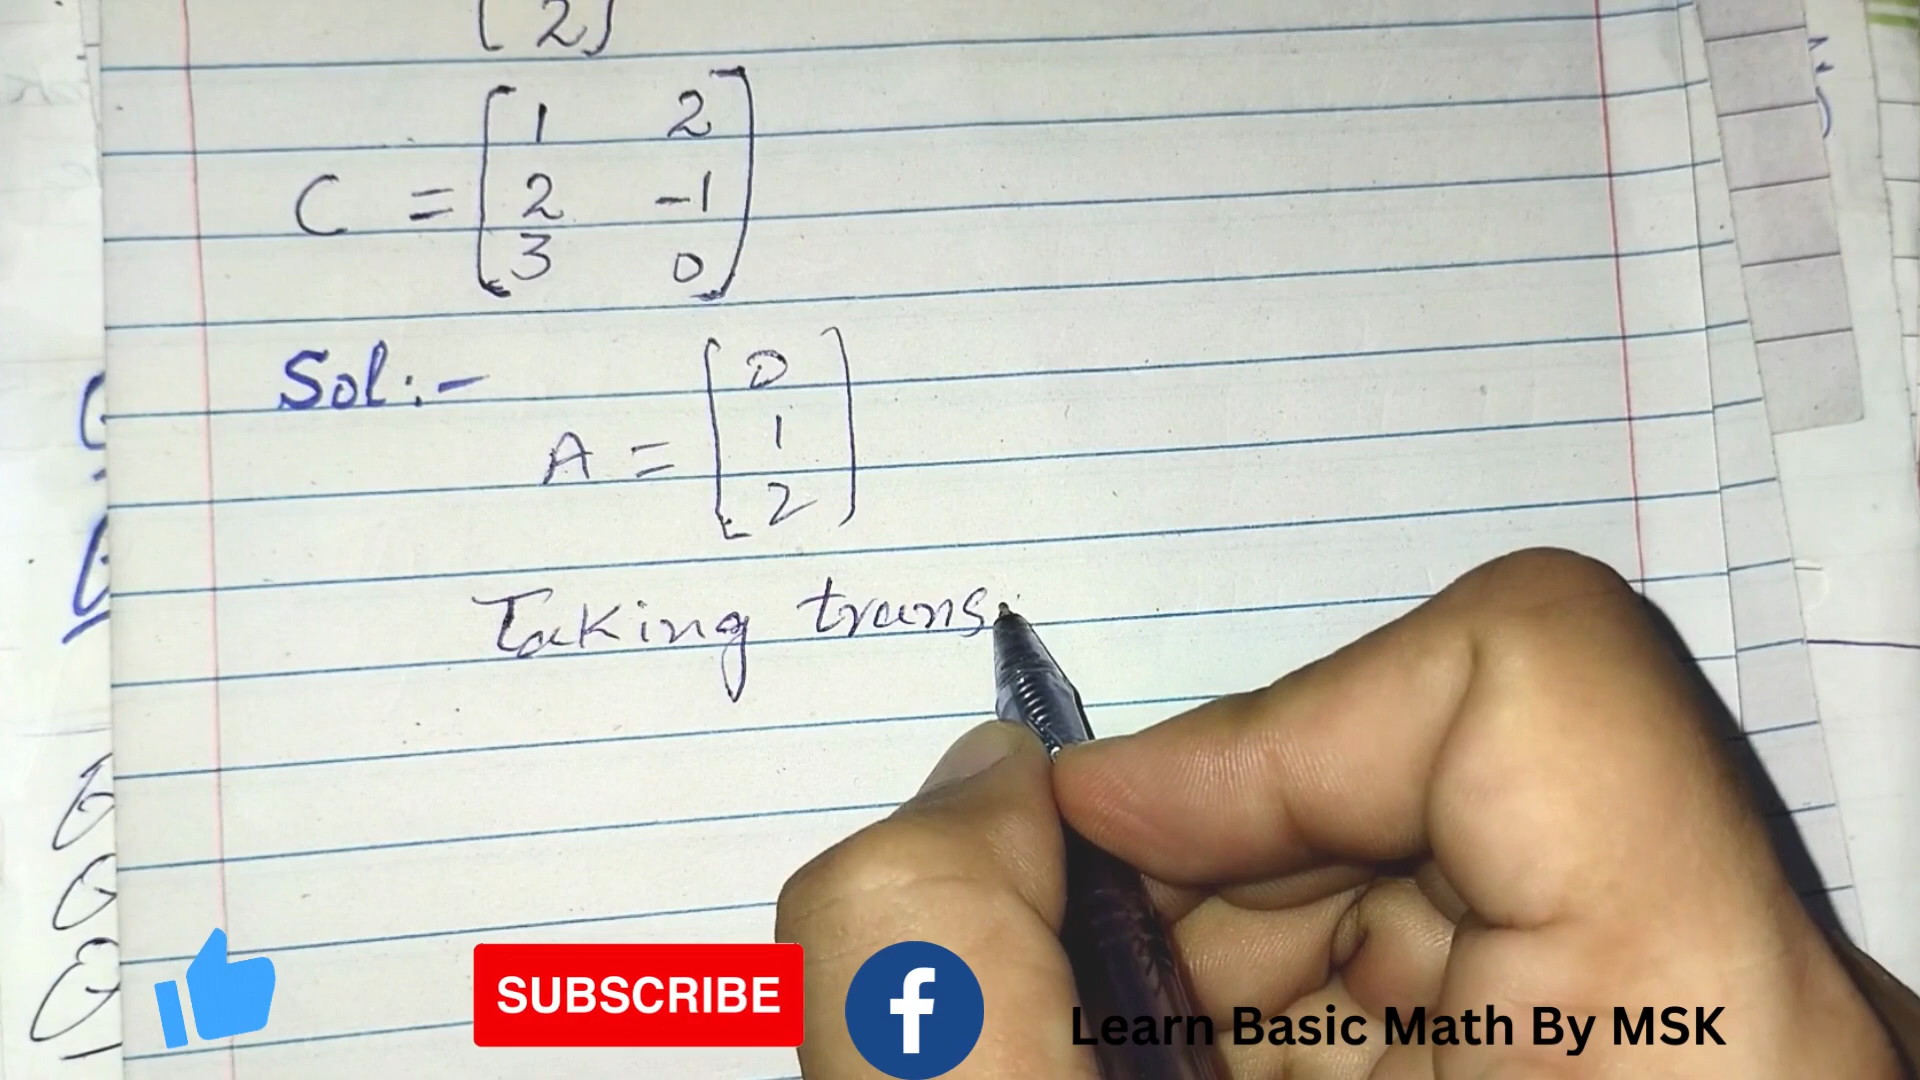 2
1 2
C = 2 -1
3 0
Sol:-
0
A = 1
2
Taking trans
SUBSCRIBE
f
Learn Basic Math By MSK